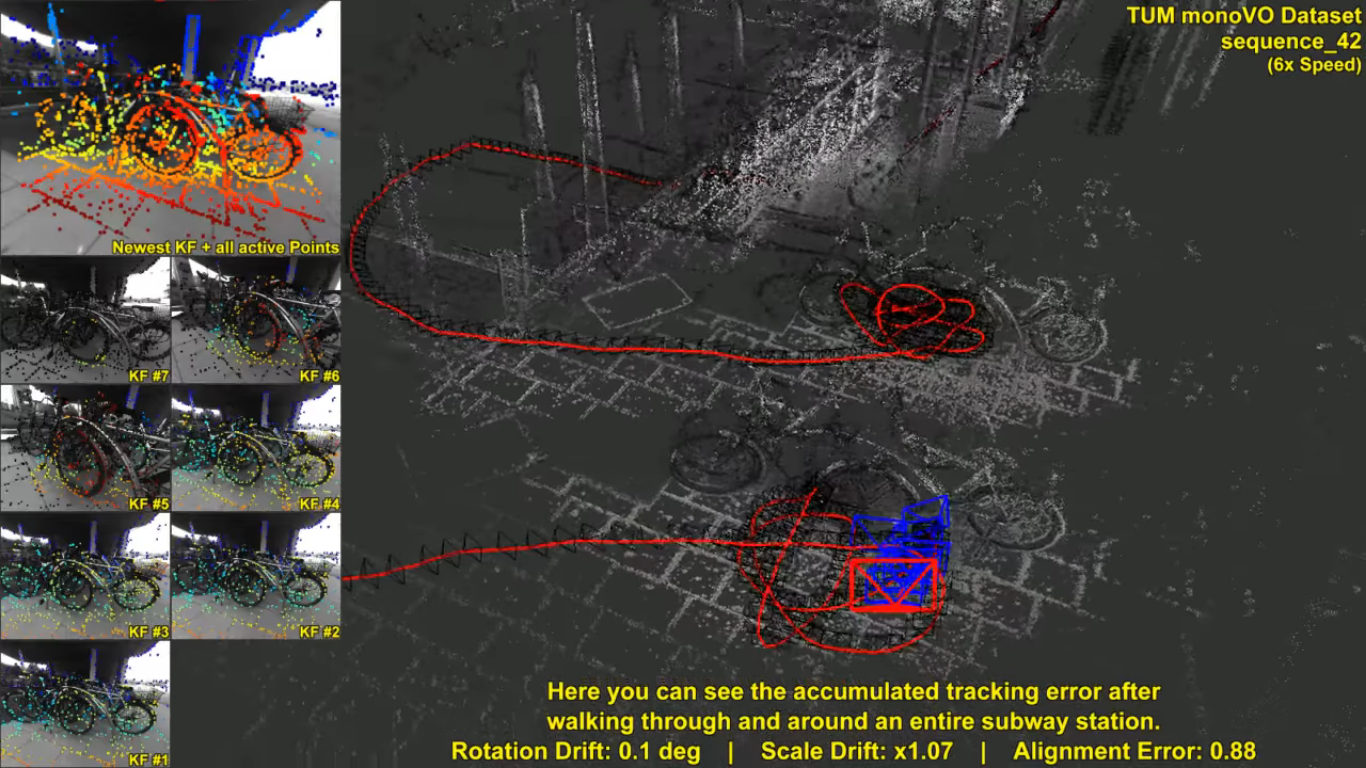 TUM monoVO Dataset
sequence_42
(6x Speed)
Newest KF + all active Points
KF #7
KF #6
KF #5
KF #4
KF #3
KF #2
KF #1
Here you can see the accumulated tracking error after
walking through and around an entire subway station.
Rotation Drift: 0.1 deg | Scale Drift: x1.07 | Alignment Error: 0.88